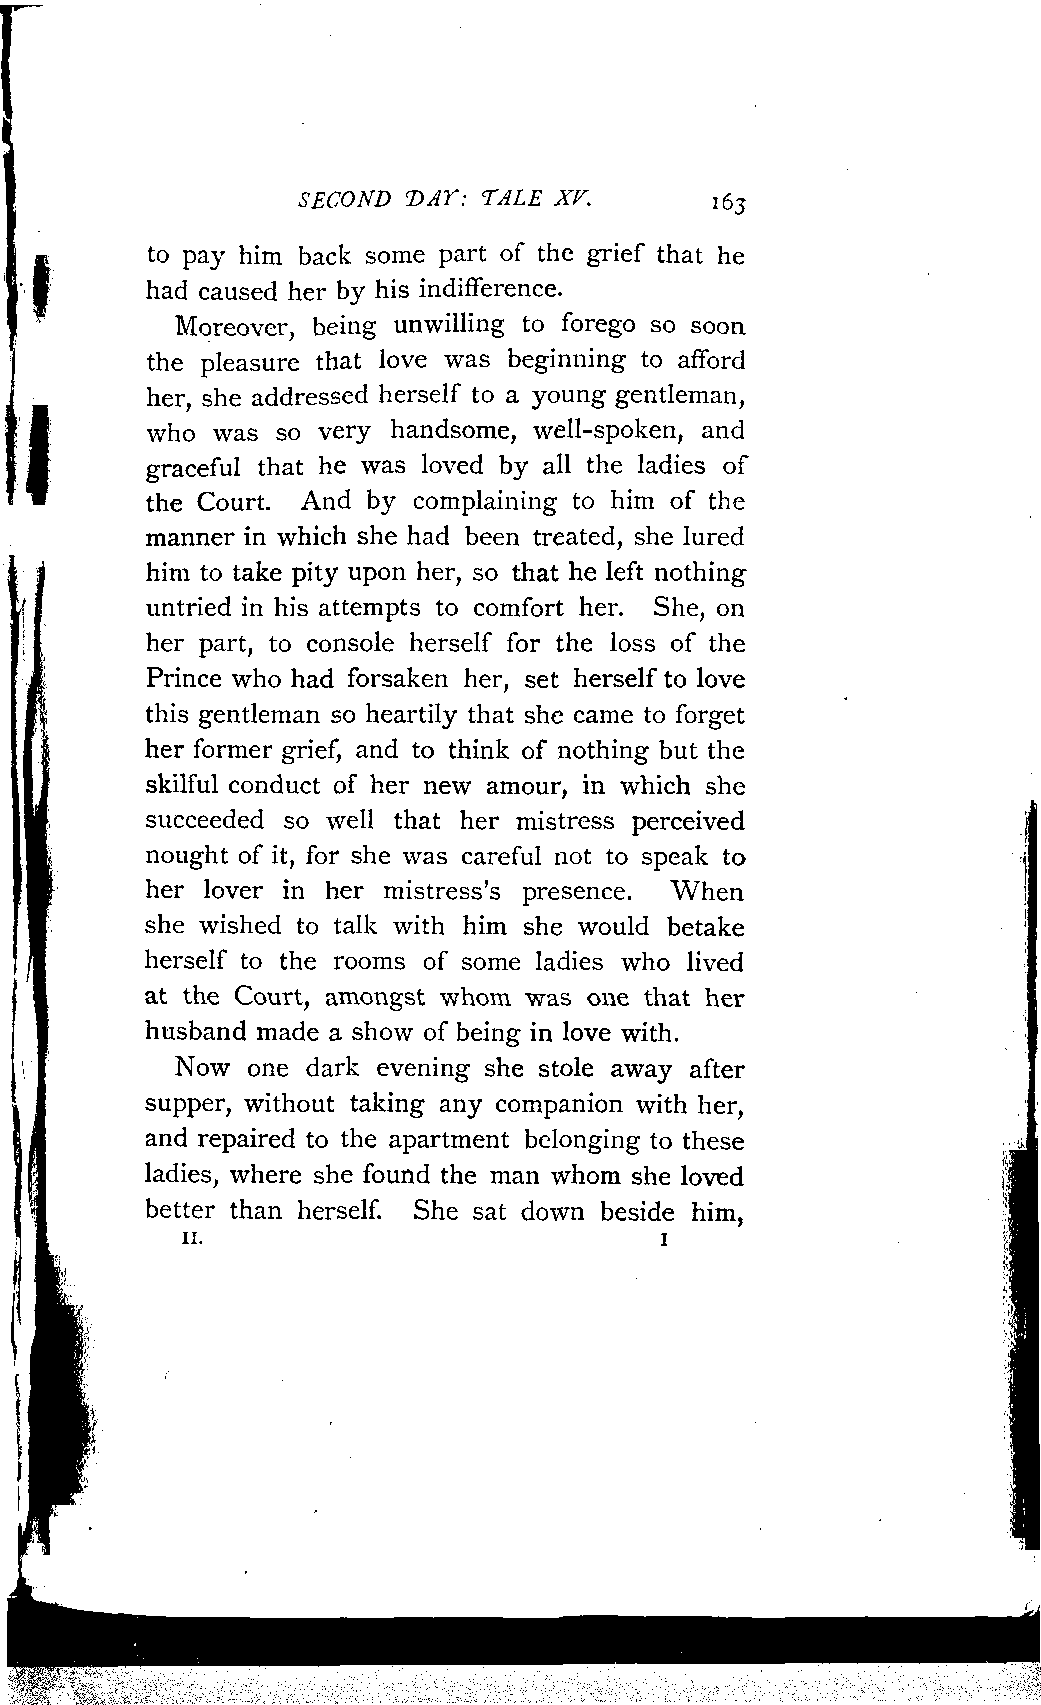 SECOND DAY: TALE XV. 163
to pay him back some part of the grief that he
had caused her by his indifference.
Moreover, being unwilling to forego so soon
the pleasure that love was beginning to afford
her, she addressed herself to a young gentleman,
who was so very handsome, well-spoken, and
graceful that he was loved by all the ladies of
the Court. And by complaining to him of the
manner in which she had been treated, she lured
him to take pity upon her, so that he left nothing
untried in his attempts to comfort her. She, on
her part, to console herself for the loss of the
Prince who had forsaken her, set herself to love
this gentleman so heartily that she came to forget
her former grief, and to think of nothing but the
skilful conduct of her new amour, in which she
succeeded so well that her mistress perceived
nought of it, for she was careful not to speak to
her lover in her mistress's presence. When
she wished to talk with him she would betake
herself to the rooms of some ladies who lived
at the Court, amongst whom was one that her
husband made a show of being in love with.
Now one dark evening she stole away after
supper, without taking any companion with her,
and repaired to the apartment belonging to these
ladies, where she found the man whom she loved
better than herself. She sat down beside him,
II. I